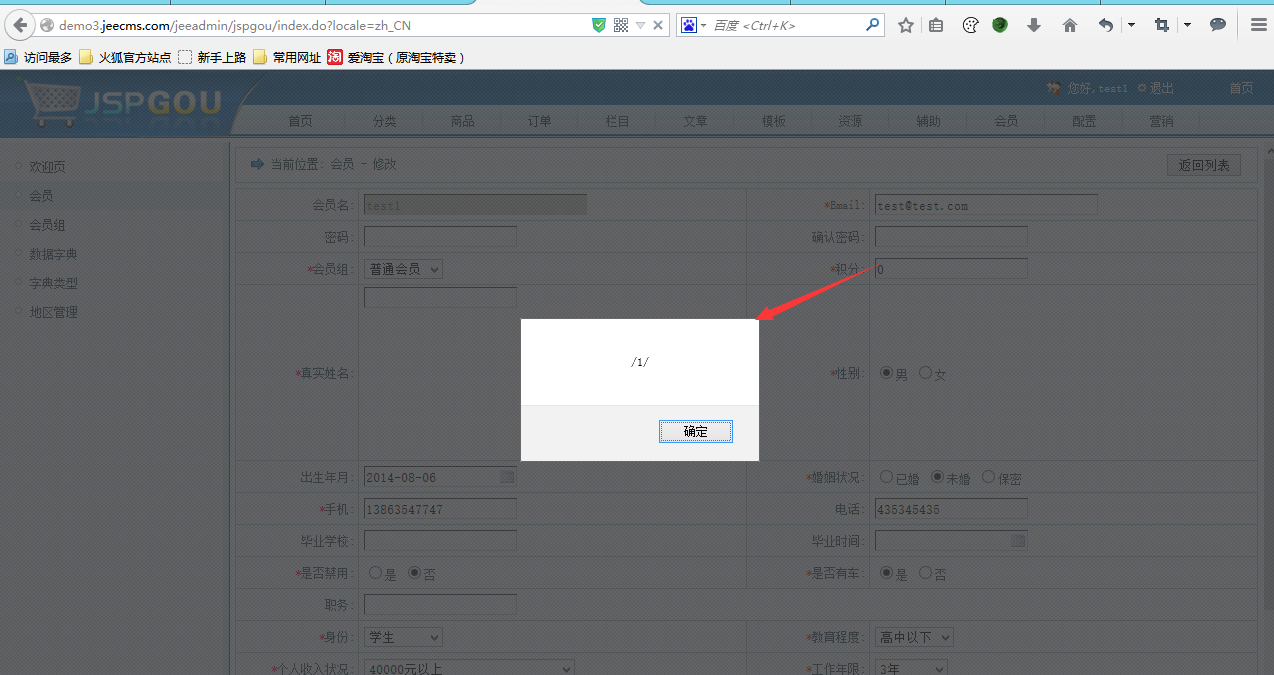 demo3.jeecms.com/jeeadmin/jspgou/index.do?locale=zh_CN
百度 <Ctrl+K>
访问最多 火狐官方站点 新手上路 常用网址 淘 爱淘宝（原淘宝特卖）
JSPGOU
您好,test1 退出 首页
首页 分类 商品 订单 栏目 文章 模板 资源 辅助 会员 配置 营销
欢迎页
会员
会员组
数据字典
字典类型
地区管理
当前位置: 会员 - 修改 返回列表
会员名: test1 *Email: test@test.com
密码: 确认密码:
*会员组: 普通会员 *积分: 0
*真实姓名: *性别: 男 女
/1/
确定
出生年月: 2014-08-06 *婚姻状况: 已婚 未婚 保密
*手机: 13863547747 电话: 435345435
毕业学校: 毕业时间:
*是否禁用: 是 否 *是否有车: 是 否
职务:
*身份: 学生 *教育程度: 高中以下
*个人收入状况: 40000元以上 *工作年限: 3年